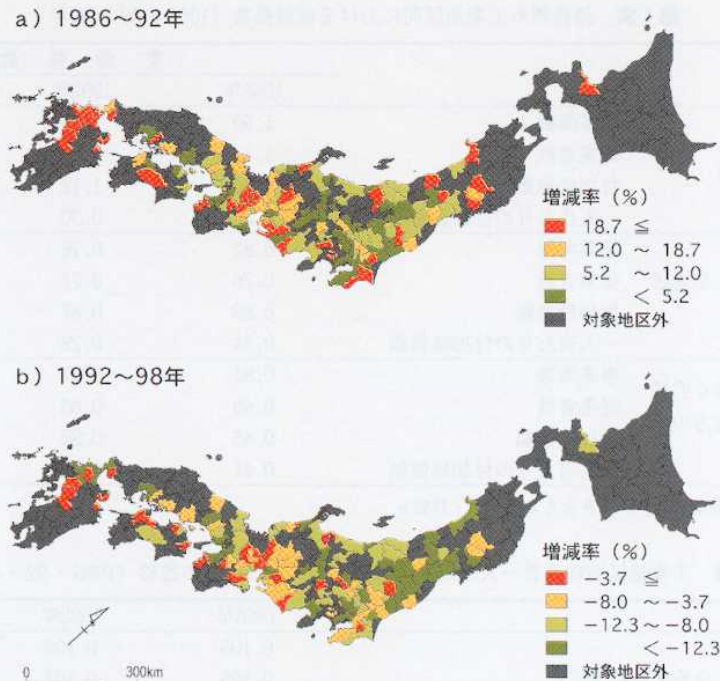 a）1986～92年
増減率（%）
18.7 ≦
12.0 ～ 18.7
5.2 ～ 12.0
＜ 5.2
対象地区外
b）1992～98年
増減率（%）
−3.7 ≦
−8.0 ～−3.7
−12.3 ～−8.0
＜−12.3
対象地区外
0 300km